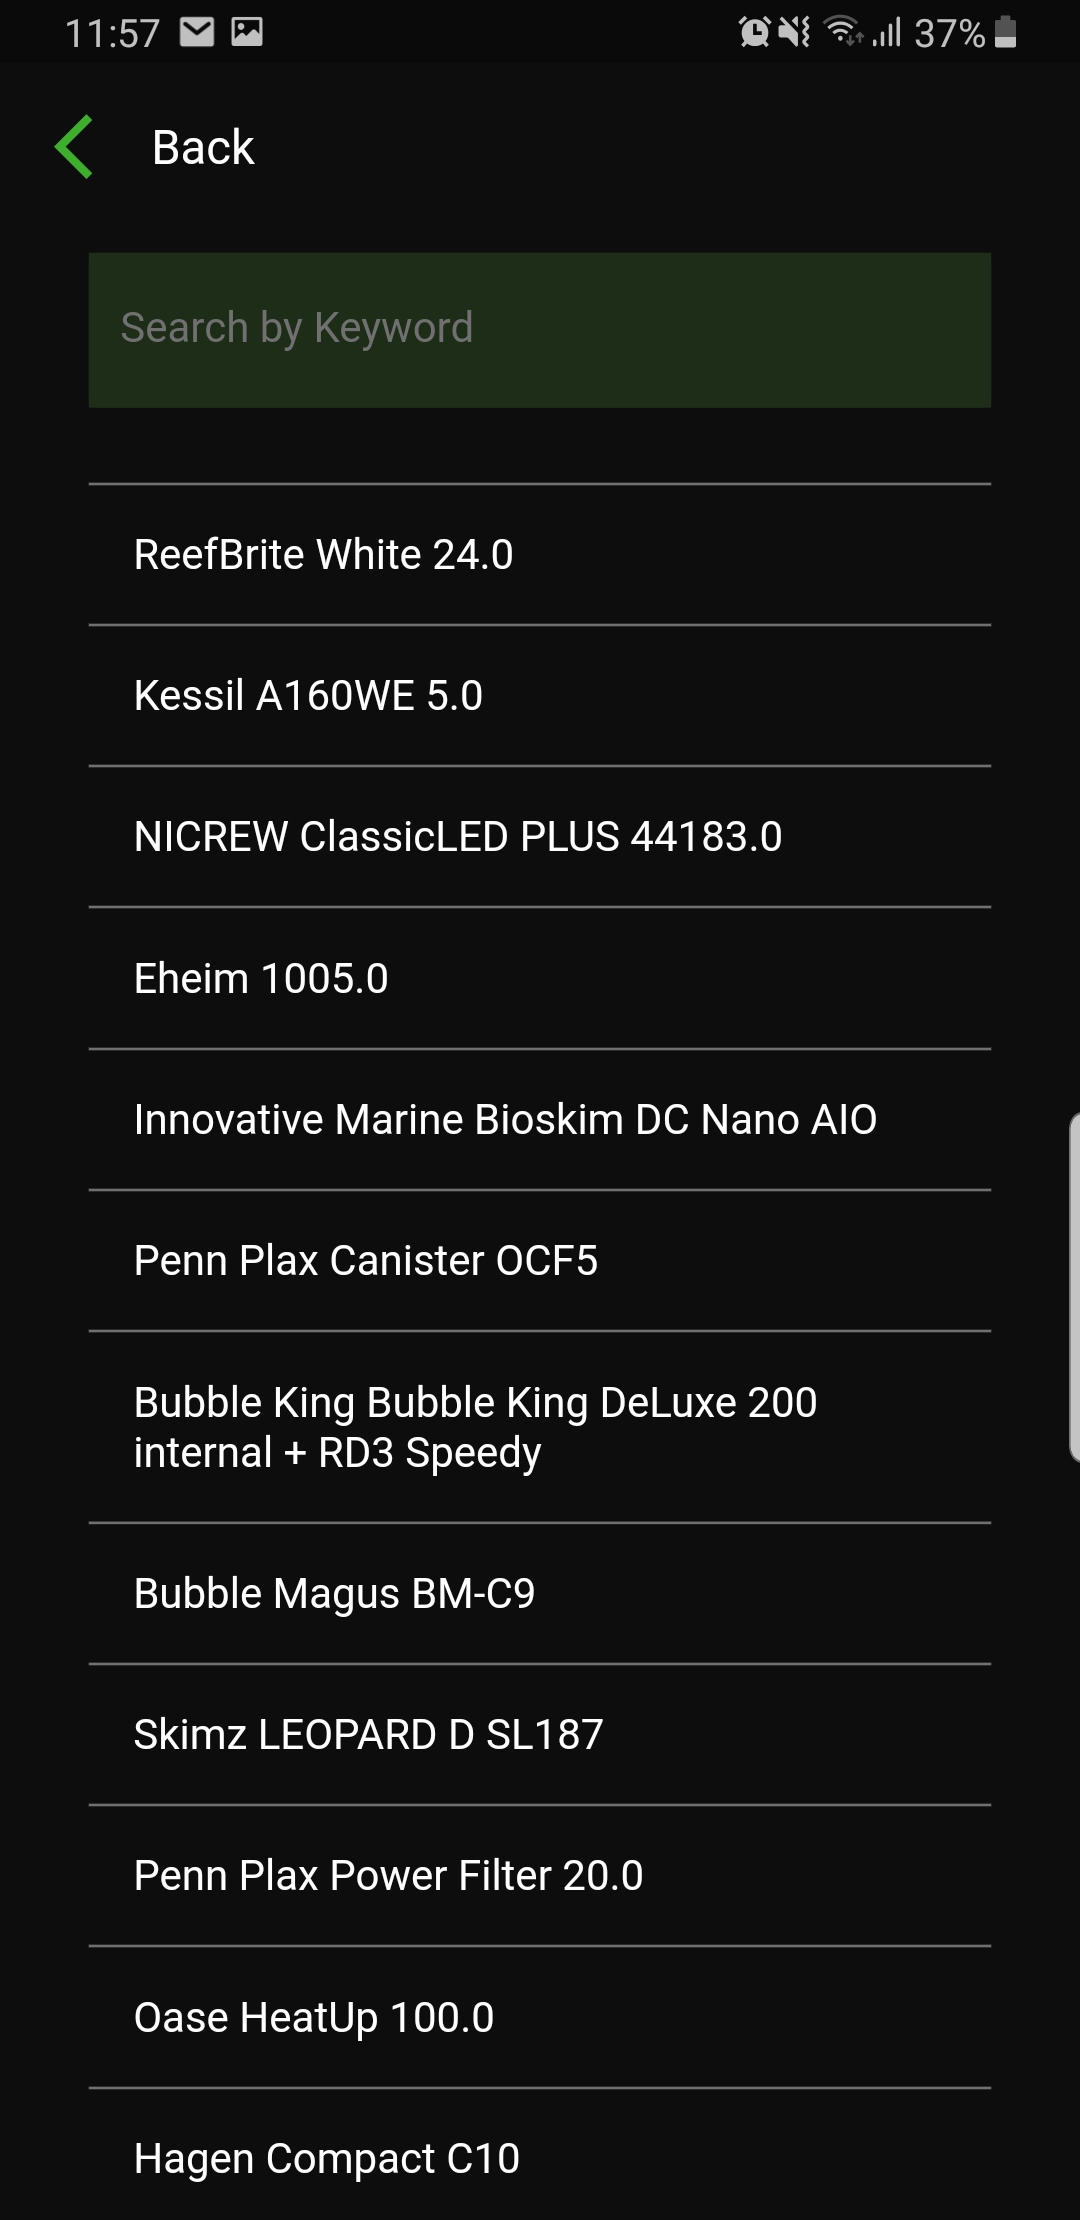 11:57
37%
Back
Search by Keyword
ReefBrite White 24.0
Kessil A160WE 5.0
NICREW ClassicLED PLUS 44183.0
Eheim 1005.0
Innovative Marine Bioskim DC Nano AIO
Penn Plax Canister OCF5
Bubble King Bubble King DeLuxe 200
internal + RD3 Speedy
Bubble Magus BM-C9
Skimz LEOPARD D SL187
Penn Plax Power Filter 20.0
Oase HeatUp 100.0
Hagen Compact C10